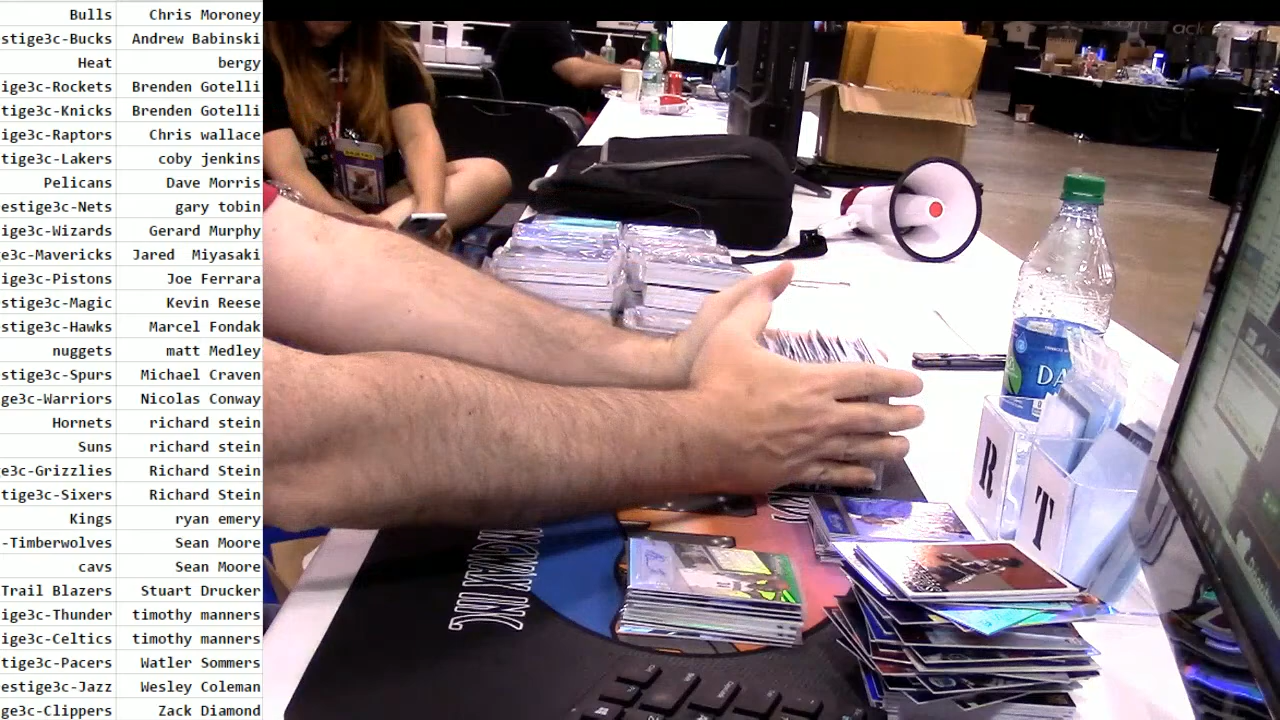 Bulls Chris Moroney
stige3c-Bucks Andrew Babinski
Heat bergy
ige3c-Rockets Brenden Gotelli
tige3c-Knicks Brenden Gotelli
ige3c-Raptors Chris wallace
tige3c-Lakers coby jenkins
Pelicans Dave Morris
estige3c-Nets gary tobin
ige3c-Wizards Gerard Murphy
e3c-Mavericks Jared Miyasaki
ige3c-Pistons Joe Ferrara
stige3c-Magic Kevin Reese
stige3c-Hawks Marcel Fondak
nuggets matt Medley
stige3c-Spurs Michael Craven
ge3c-Warriors Nicolas Conway
Hornets richard stein
Suns richard stein
e3c-Grizzlies Richard Stein
tige3c-Sixers Richard Stein
Kings ryan emery
-Timberwolves Sean Moore
cavs Sean Moore
Trail Blazers Stuart Drucker
ige3c-Thunder timothy manners
ige3c-Celtics timothy manners
tige3c-Pacers Watler Sommers
estige3c-Jazz Wesley Coleman
ge3c-Clippers Zack Diamond
DA
R
T